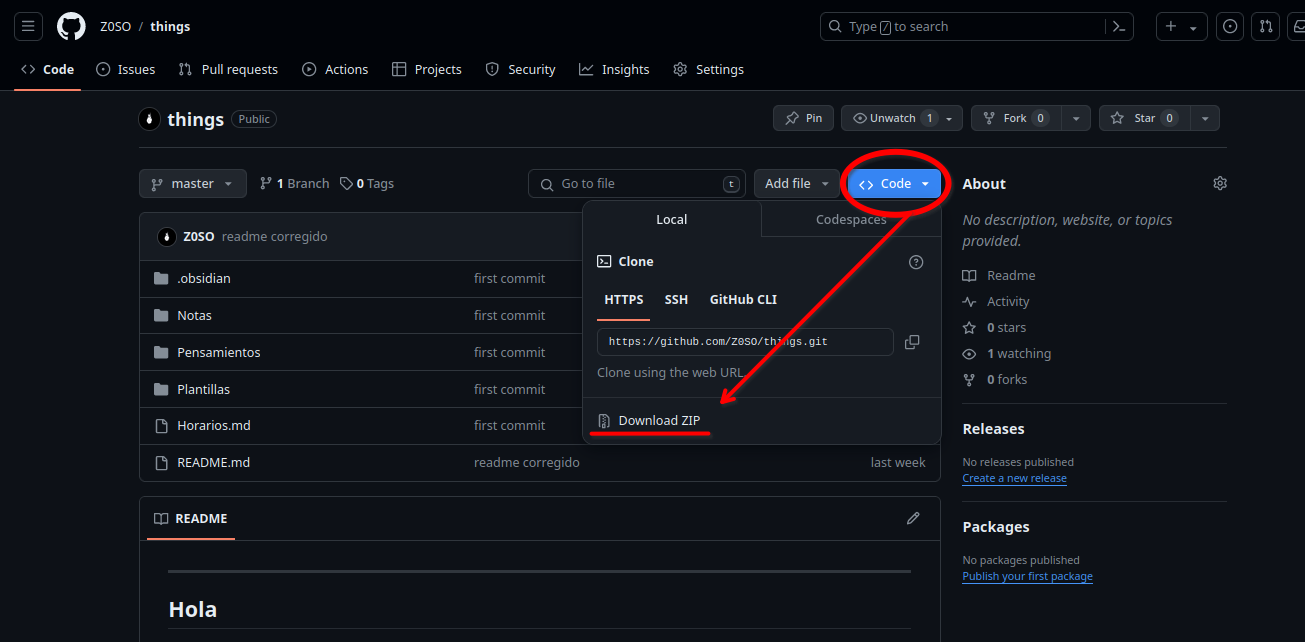 Z0SO / things
Type / to search
Code Issues Pull requests Actions Projects Security Insights Settings
things Public
Pin Unwatch 1 Fork 0 Star 0
master 1 Branch 0 Tags Go to file t Add file Code
Local Codespaces
Z0SO readme corregido
Clone
.obsidian first commit
HTTPS SSH GitHub CLI
Notas first commit
https://github.com/Z0SO/things.git
Pensamientos first commit
Clone using the web URL.
Plantillas first commit
Horarios.md first commit
Download ZIP
README.md readme corregido last week
README
Hola
About
No description, website, or topics
provided.
Readme
Activity
0 stars
1 watching
0 forks
Releases
No releases published
Create a new release
Packages
No packages published
Publish your first package